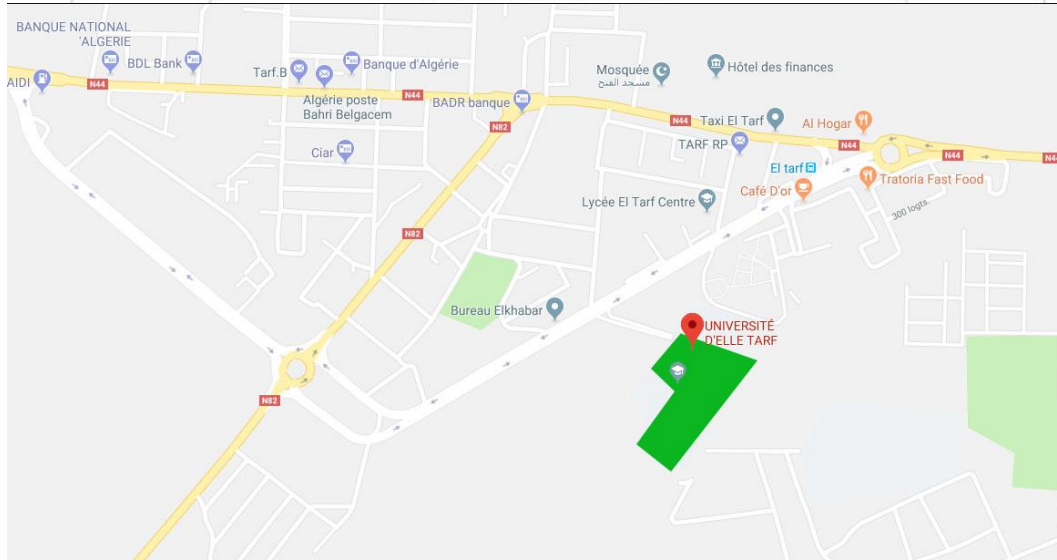 BANQUE NATIONAL
'ALGERIE
BDL Bank
AIDI
N44
Tarf.B
Algérie poste
Bahri Belgacem
Banque d'Algérie
N44
BADR banque
N82
Ciar
Mosquée
مسجد الفتح
Hôtel des finances
N44
Taxi El Tarf
TARF RP
Al Hogar
N44
N44
N44
El tarf
Café D'or
Tratoria Fast Food
300 logts.
Lycée El Tarf Centre
N82
Bureau Elkhabar
UNIVERSITÉ
D'ELLE TARF
N82